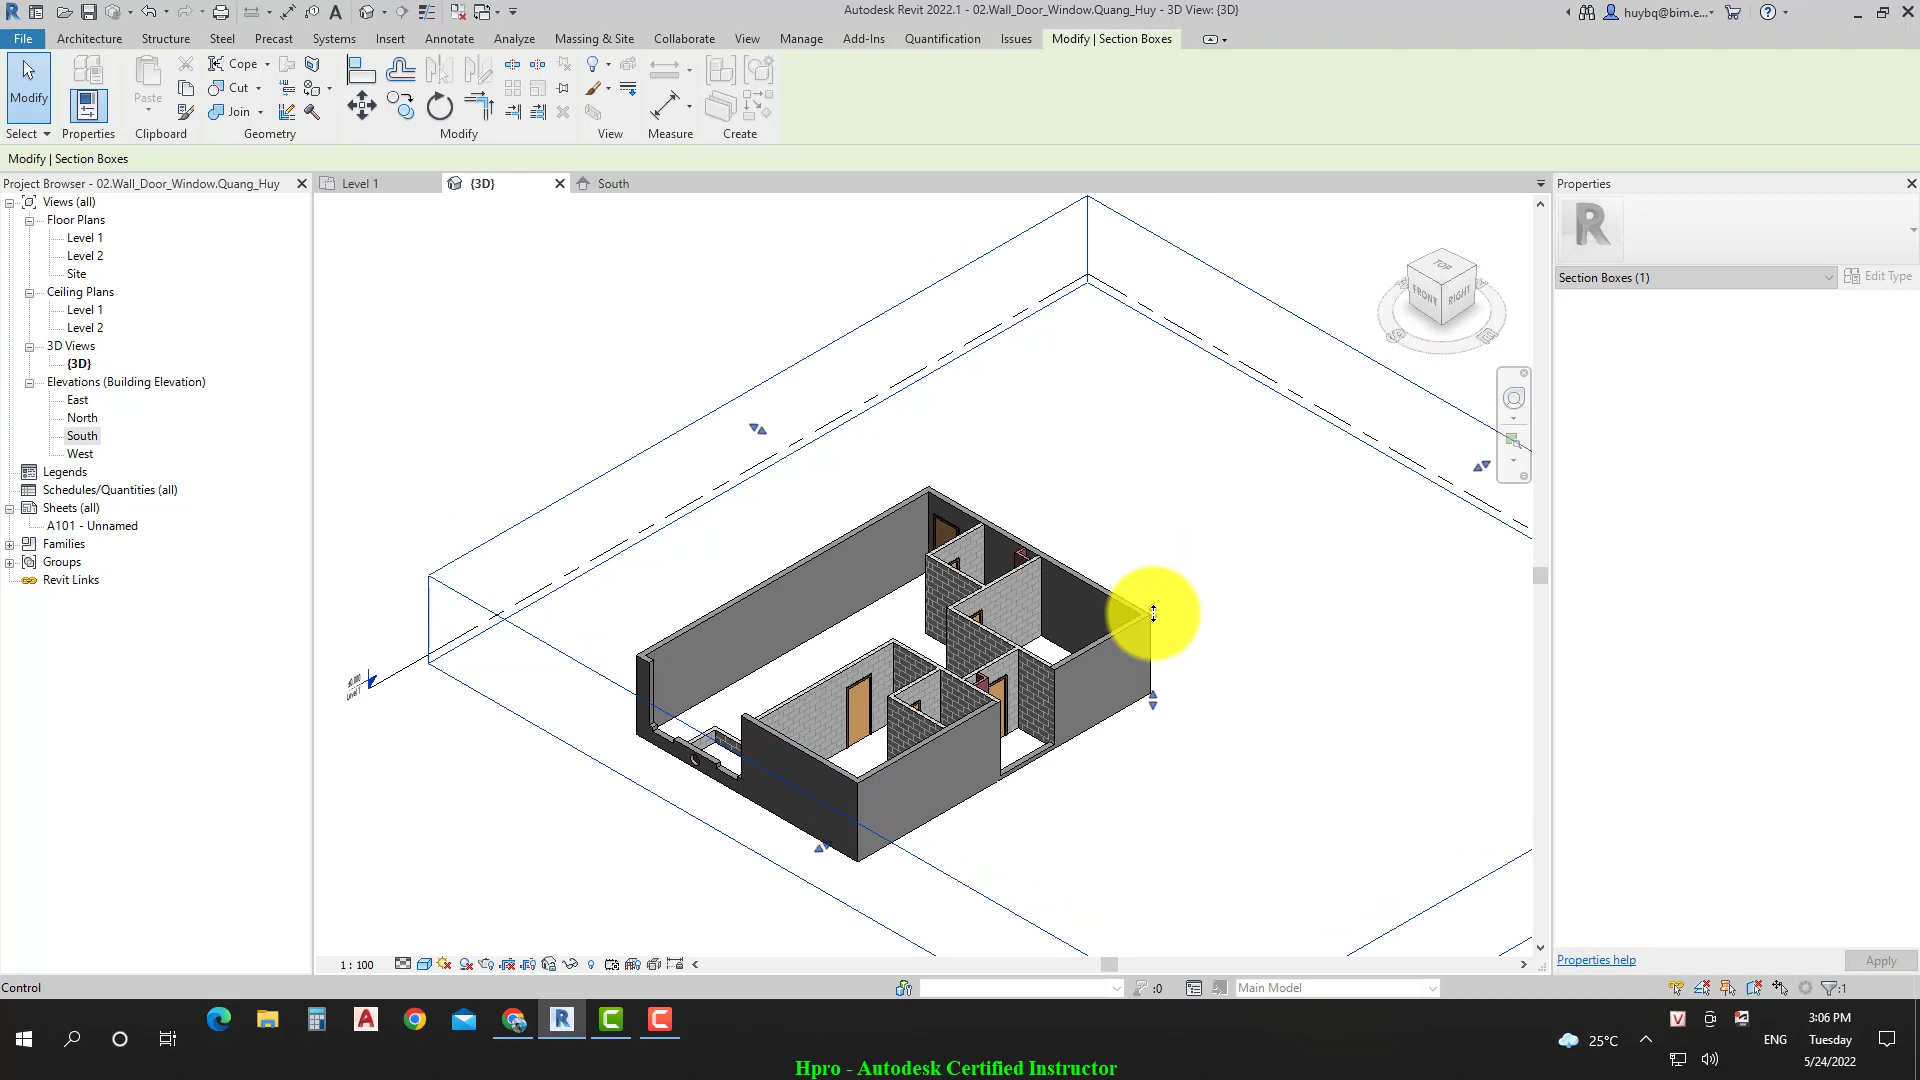 Autodesk Revit 2022.1 - 02.Wall_Door_Window.Quang_Huy - 3D View: {3D}
huybq@bim.e...
File
Architecture
Structure
Steel
Precast
Systems
Insert
Annotate
Analyze
Massing & Site
Collaborate
View
Manage
Add-Ins
Quantification
Issues
Modify | Section Boxes
Modify
Paste
Cope
Cut
Join
Select
Properties
Clipboard
Geometry
Modify
View
Measure
Create
Modify | Section Boxes
Project Browser - 02.Wall_Door_Window.Quang_Huy
Level 1
{3D}
South
Properties
Views (all)
Floor Plans
Level 1
Level 2
Site
Ceiling Plans
Level 1
Level 2
3D Views
{3D}
Elevations (Building Elevation)
East
North
South
West
Legends
Schedules/Quantities (all)
Sheets (all)
A101 - Unnamed
Families
Groups
Revit Links
TOP
FRONT
RIGHT
±0.000
Level 1
Section Boxes (1)
Edit Type
Properties help
Apply
1 : 100
Control
:0
Main Model
:1
25°C
ENG
3:06 PM
Tuesday
5/24/2022
Hpro - Autodesk Certified Instructor